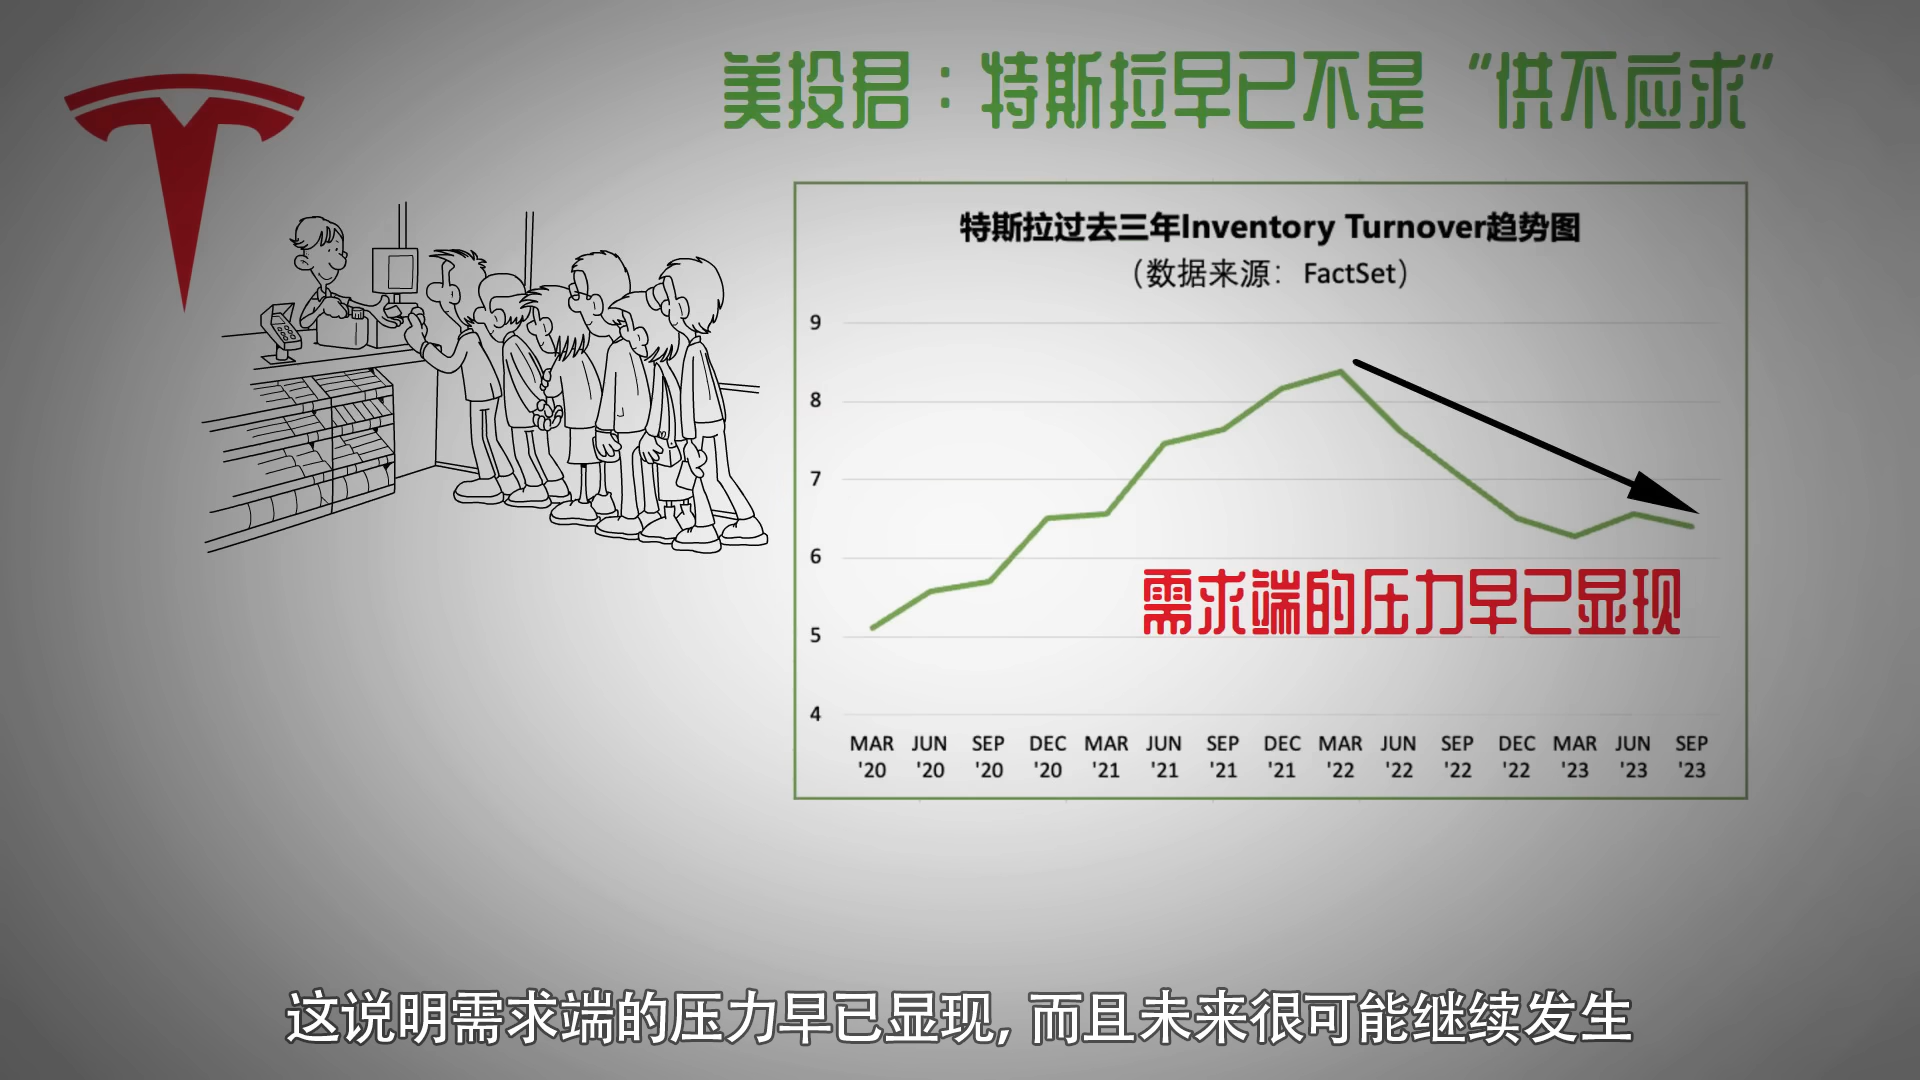 美投君：特斯拉早已不是“供不应求”
特斯拉过去三年Inventory Turnover趋势图
（数据来源：FactSet）
9
8
7
6
5
4
需求端的压力早已显现
MAR JUN SEP DEC MAR JUN SEP DEC MAR JUN SEP DEC MAR JUN SEP
'20 '20 '20 '20 '21 '21 '21 '21 '22 '22 '22 '22 '23 '23 '23
这说明需求端的压力早已显现, 而且未来很可能继续发生